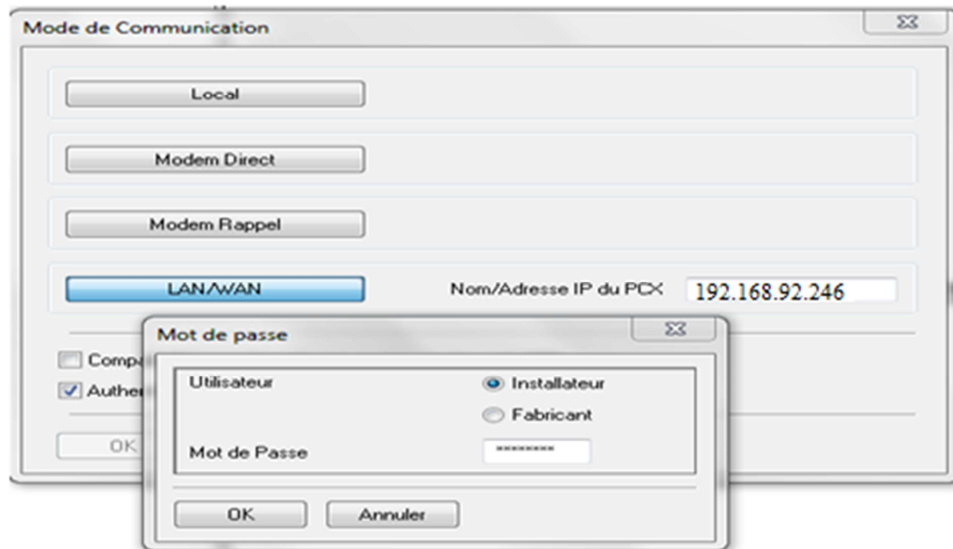 Mode de Communication
Local
Modem Direct
Modem Rappel
LAN/WAN Nom/Adresse IP du PCX 192.168.92.246
Mot de passe
Utilisateur Installateur
Fabricant
Mot de Passe ********
OK Annuler
OK